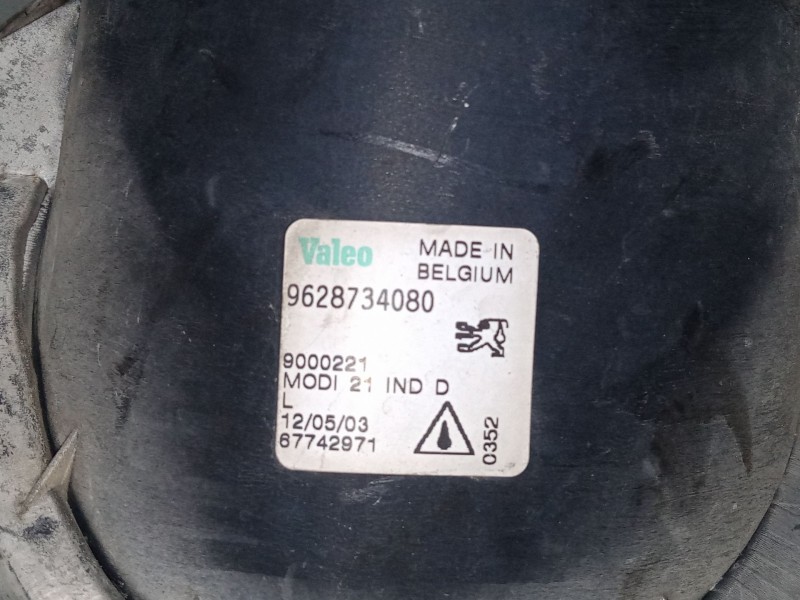 Valeo
MADE IN
BELGIUM
9628734080
9000221
MODI 21 IND D
L
12/05/03
67742971
0352